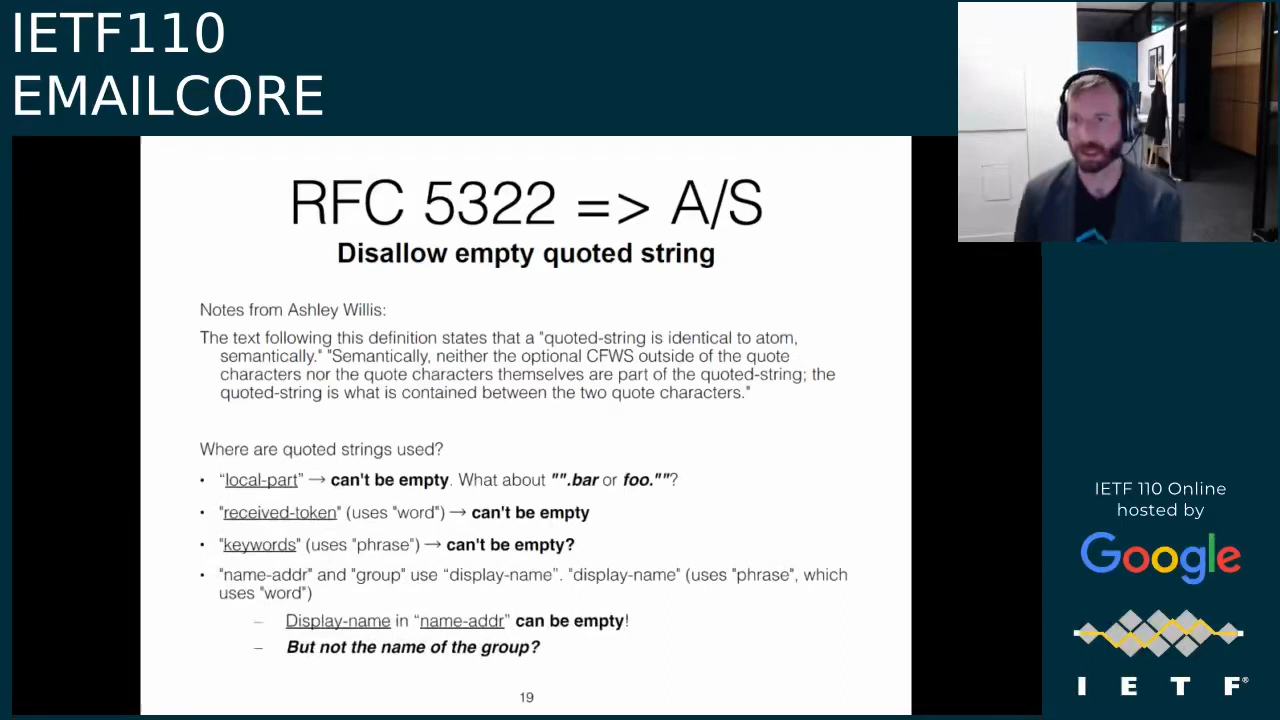 IETF110
EMAILCORE
RFC 5322 => A/S
Disallow empty quoted string
Notes from Ashley Willis:
The text following this definition states that a "quoted-string is identical to atom,
semantically." "Semantically, neither the optional CFWS outside of the quote
characters nor the quote characters themselves are part of the quoted-string; the
quoted-string is what is contained between the two quote characters."
Where are quoted strings used?
• "local-part" → can't be empty. What about "".bar or foo.""?
• "received-token" (uses "word") → can't be empty
• "keywords" (uses "phrase") → can't be empty?
• "name-addr" and "group" use "display-name". "display-name" (uses "phrase", which
uses "word")
– Display-name in "name-addr" can be empty!
– But not the name of the group?
19
IETF 110 Online
hosted by
Google
I E T F®